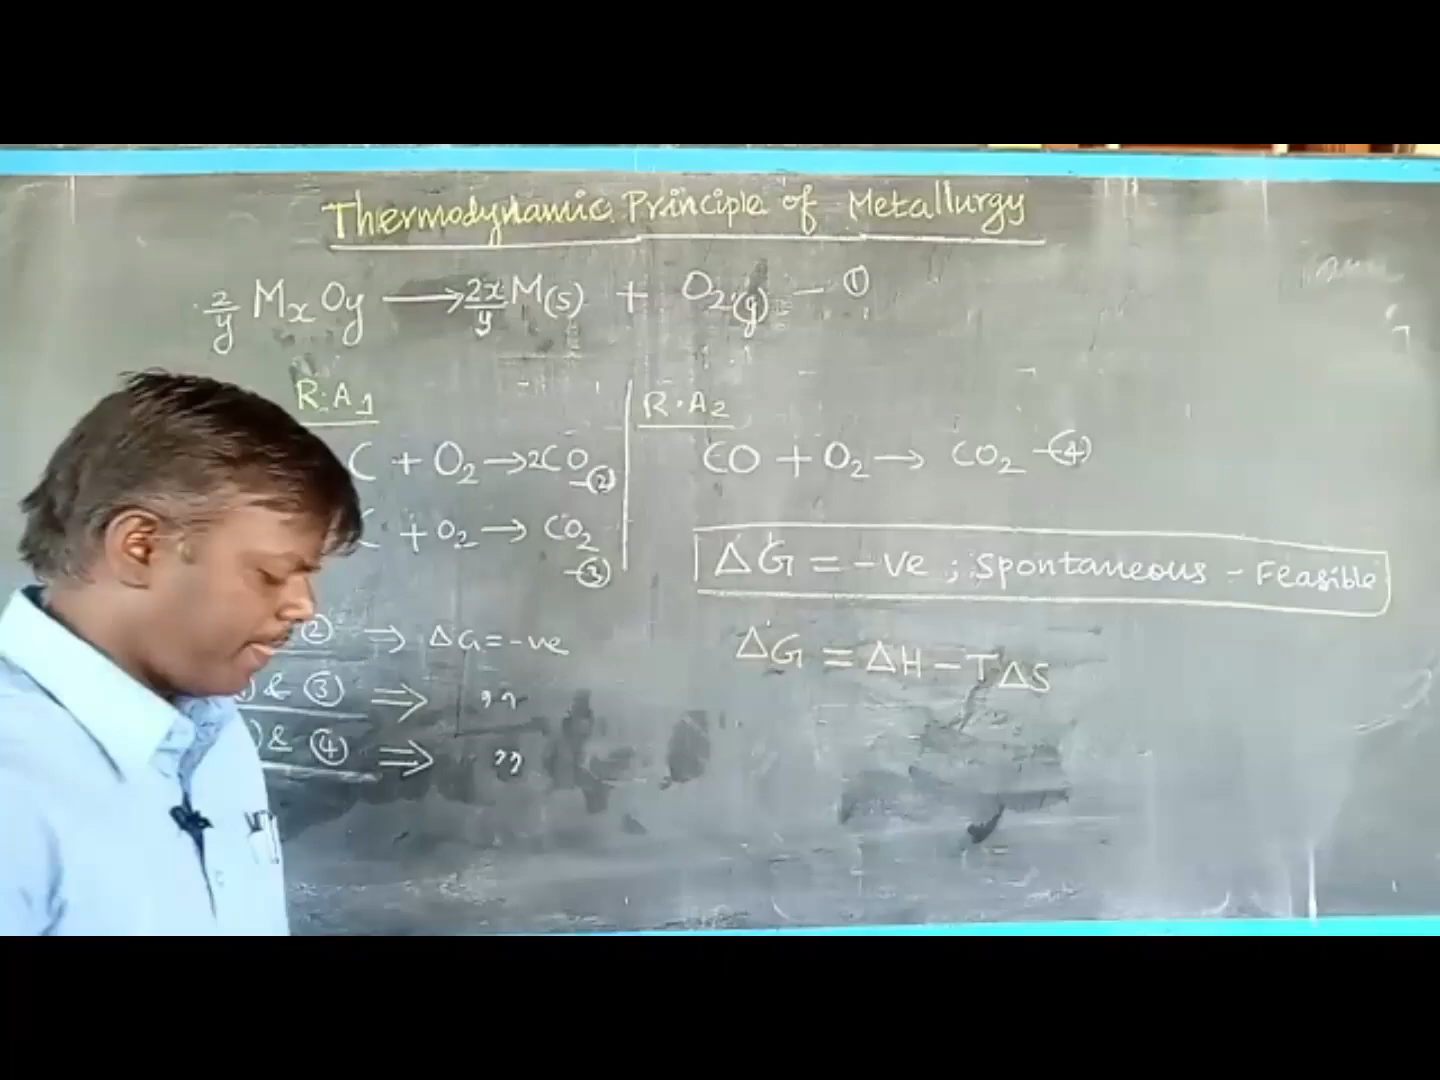 Thermodynamic Principle of Metallurgy
2/y MxOy ⟶ 2x/y M(s) + O2(g) – ①
R.A1
C + O2 → 2CO –②
C + O2 → CO2 –③
② ⇒ ΔG = -ve
) & ③ ⇒ ,,
) & ④ ⇒ ,,
R.A2
CO + O2 → CO2 –④
ΔG = -ve ; Spontaneous - Feasible
ΔG = ΔH – TΔS